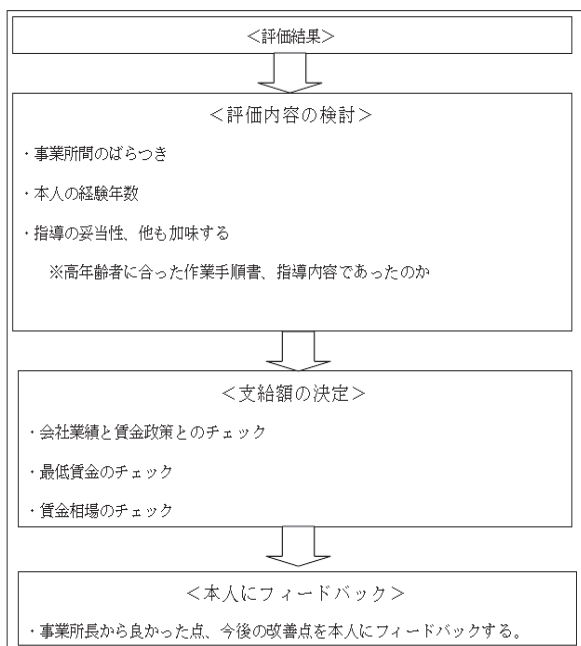 ＜評価結果＞
＜評価内容の検討＞
・事業所間のばらつき
・本人の経験年数
・指導の妥当性、他も加味する
※高年齢者に合った作業手順書、指導内容であったのか
＜支給額の決定＞
・会社業績と賃金政策とのチェック
・最低賃金のチェック
・賃金相場のチェック
＜本人にフィードバック＞
・事業所長から良かった点、今後の改善点を本人にフィードバックする。